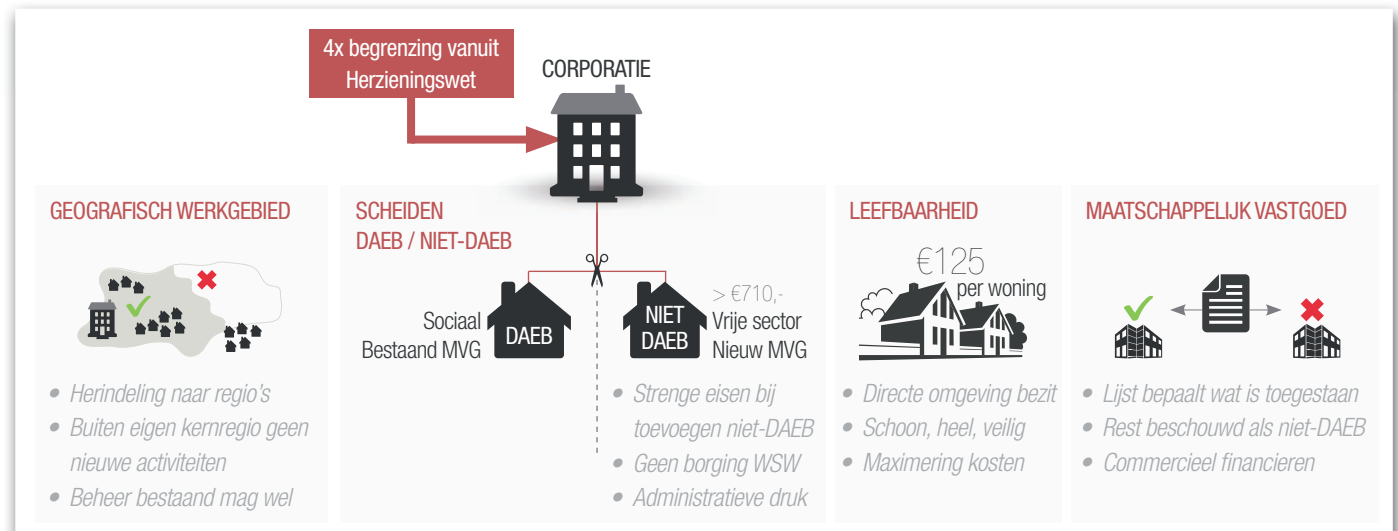 4x begrenzing vanuit
Herzieningswet
CORPORATIE
GEOGRAFISCH WERKGEBIED
• Herindeling naar regio's
• Buiten eigen kernregio geen
nieuwe activiteiten
• Beheer bestaand mag wel
SCHEIDEN
DAEB / NIET-DAEB
Sociaal
Bestaand MVG
DAEB
NIET
DAEB
> €710,-
Vrije sector
Nieuw MVG
• Strenge eisen bij
toevoegen niet-DAEB
• Geen borging WSW
• Administratieve druk
LEEFBAARHEID
€125
per woning
• Directe omgeving bezit
• Schoon, heel, veilig
• Maximering kosten
MAATSCHAPPELIJK VASTGOED
• Lijst bepaalt wat is toegestaan
• Rest beschouwd als niet-DAEB
• Commercieel financieren